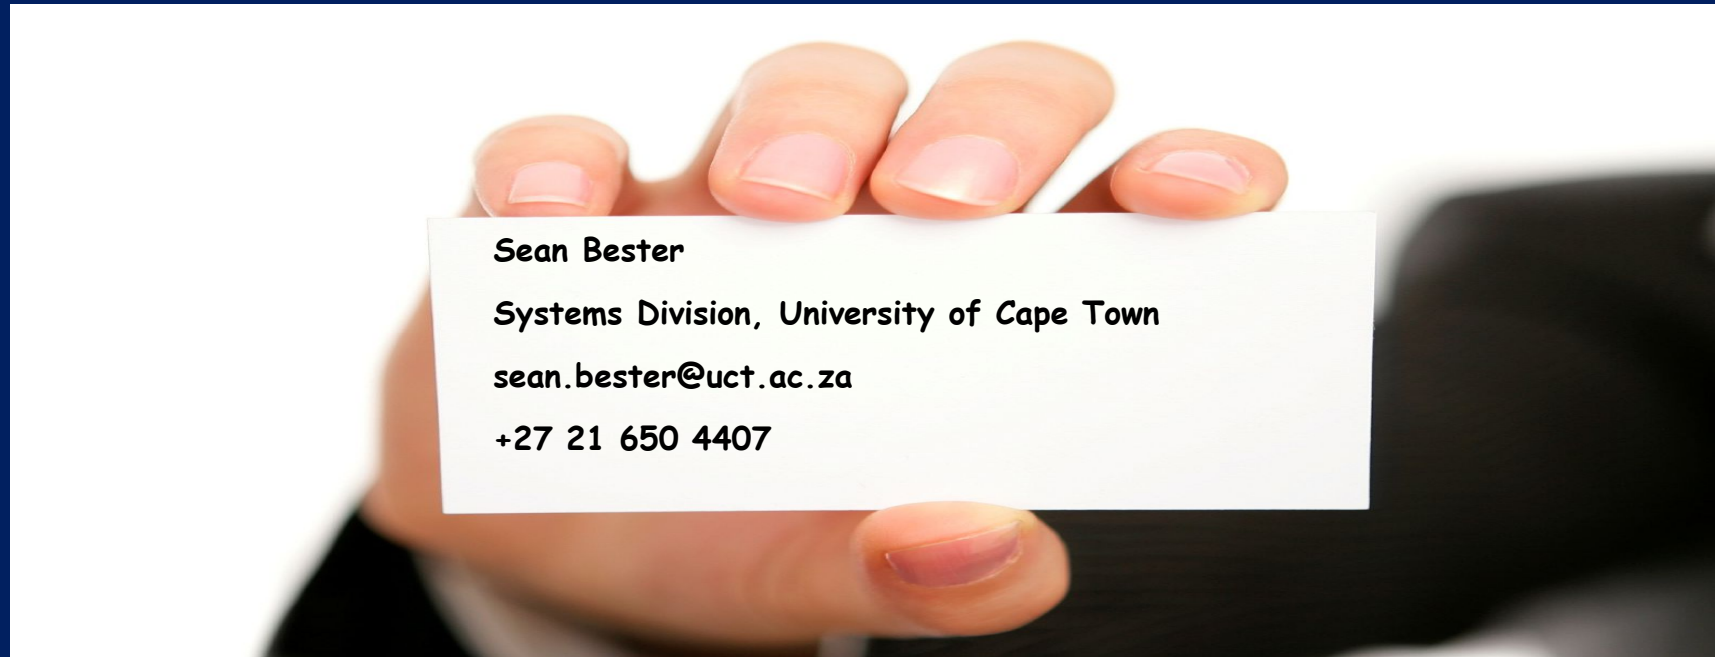 Sean Bester
Systems Division, University of Cape Town
sean.bester@uct.ac.za
+27 21 650 4407